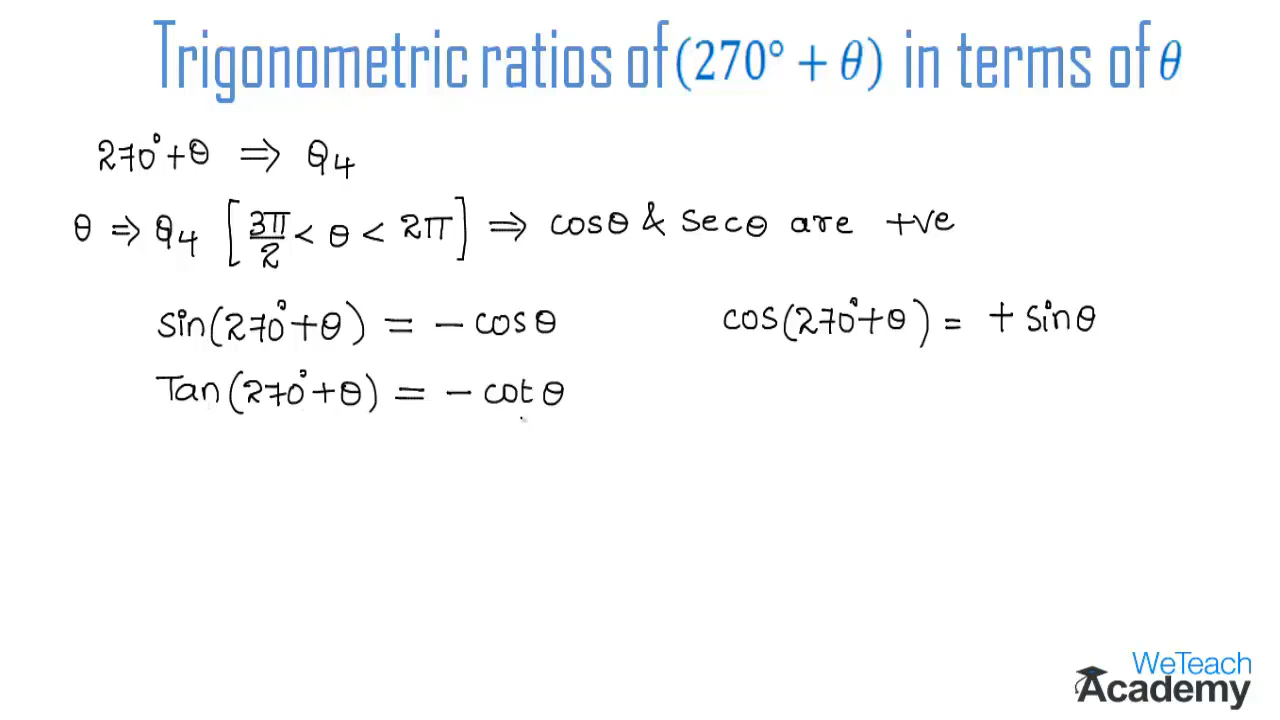 Trigonometric ratios of (270° + θ) in terms of θ
270° + θ ⟹ Q4
θ ⟹ Q4 [3π/2 < θ < 2π] ⟹ cosθ & secθ are +ve
sin(270° + θ) = − cosθ
cos(270° + θ) = + sinθ
Tan(270° + θ) = − cotθ
WeTeach
Academy